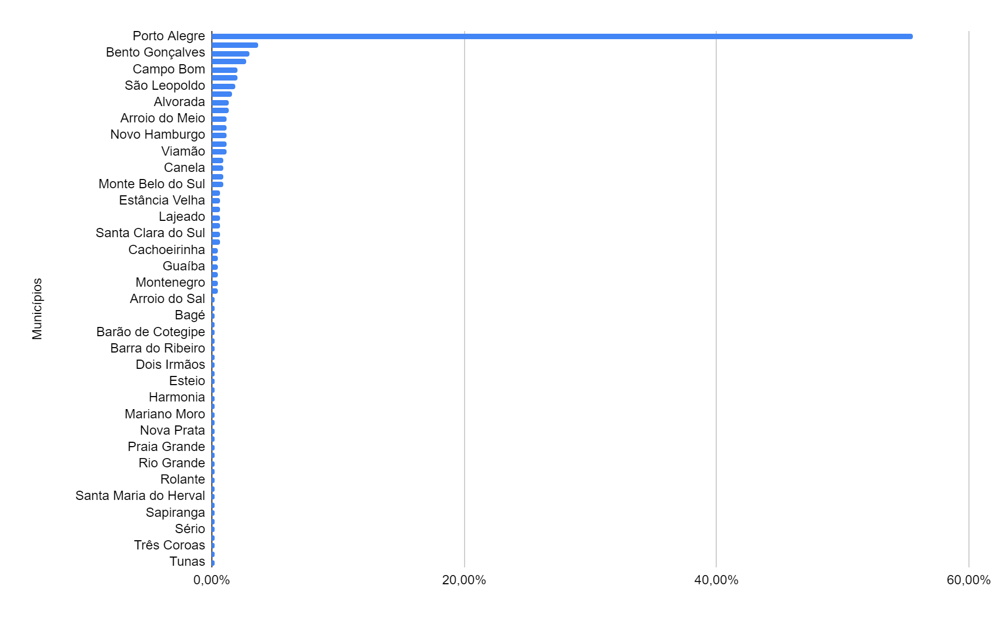 Porto Alegre
Bento Gonçalves
Campo Bom
São Leopoldo
Alvorada
Arroio do Meio
Novo Hamburgo
Viamão
Canela
Monte Belo do Sul
Estância Velha
Lajeado
Santa Clara do Sul
Cachoeirinha
Guaíba
Montenegro
Arroio do Sal
Bagé
Barão de Cotegipe
Barra do Ribeiro
Dois Irmãos
Esteio
Harmonia
Mariano Moro
Nova Prata
Praia Grande
Rio Grande
Rolante
Santa Maria do Herval
Sapiranga
Sério
Três Coroas
Tunas
Municípios
0,00% 20,00% 40,00% 60,00%